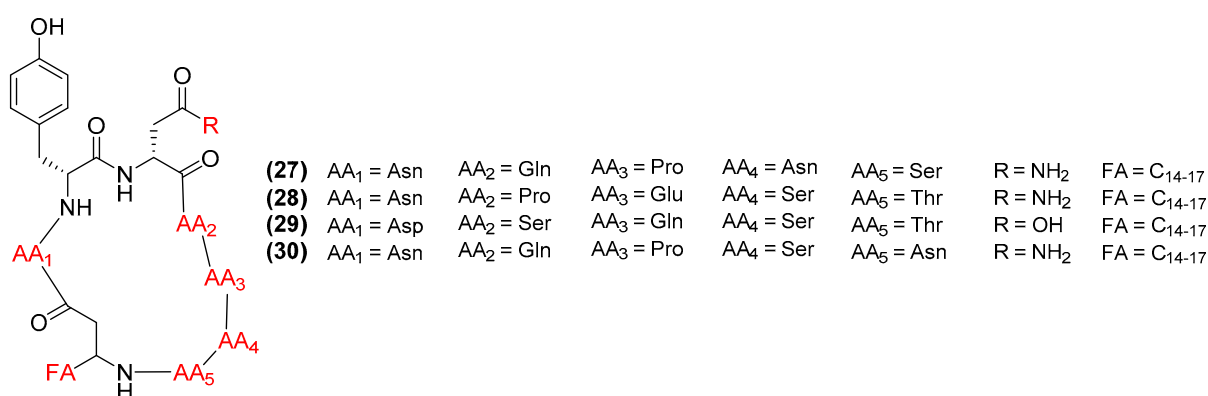 OH
O
R
O
N
H
O
NH
AA₁
O
FA
N
H
AA₅
AA₄
AA₃
AA₂
(27) AA₁ = Asn AA₂ = Gln AA₃ = Pro AA₄ = Asn AA₅ = Ser R = NH₂ FA = C₁₄₋₁₇
(28) AA₁ = Asn AA₂ = Pro AA₃ = Glu AA₄ = Ser AA₅ = Thr R = NH₂ FA = C₁₄₋₁₇
(29) AA₁ = Asp AA₂ = Ser AA₃ = Gln AA₄ = Ser AA₅ = Thr R = OH FA = C₁₄₋₁₇
(30) AA₁ = Asn AA₂ = Gln AA₃ = Pro AA₄ = Ser AA₅ = Asn R = NH₂ FA = C₁₄₋₁₇